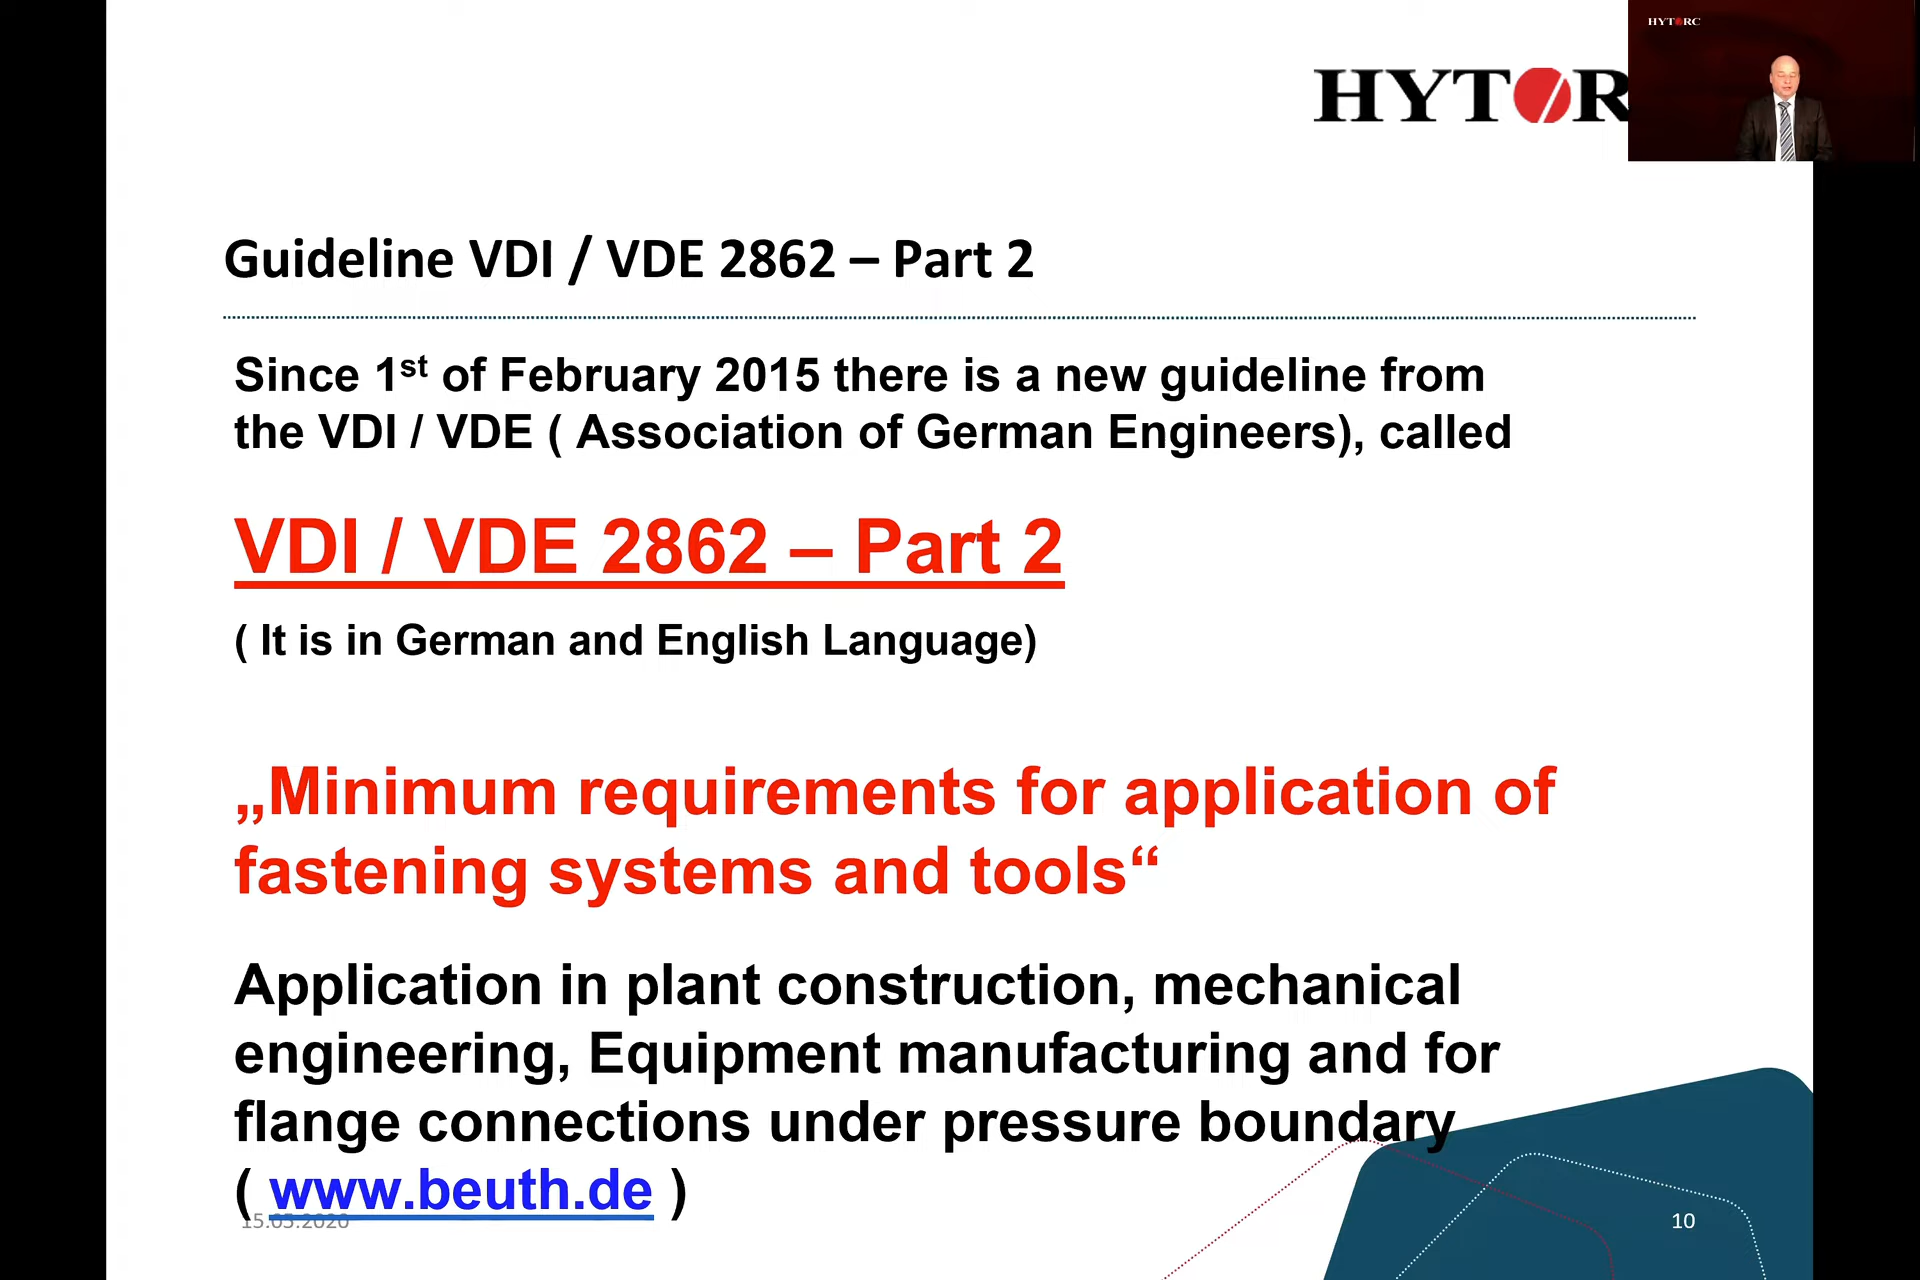 HYTORC
HYTOR
Guideline VDI / VDE 2862 – Part 2
Since 1st of February 2015 there is a new guideline from
the VDI / VDE ( Association of German Engineers), called
VDI / VDE 2862 – Part 2
( It is in German and English Language)
„Minimum requirements for application of
fastening systems and tools“
Application in plant construction, mechanical
engineering, Equipment manufacturing and for
flange connections under pressure boundary
( www.beuth.de )
15.05.2020
10